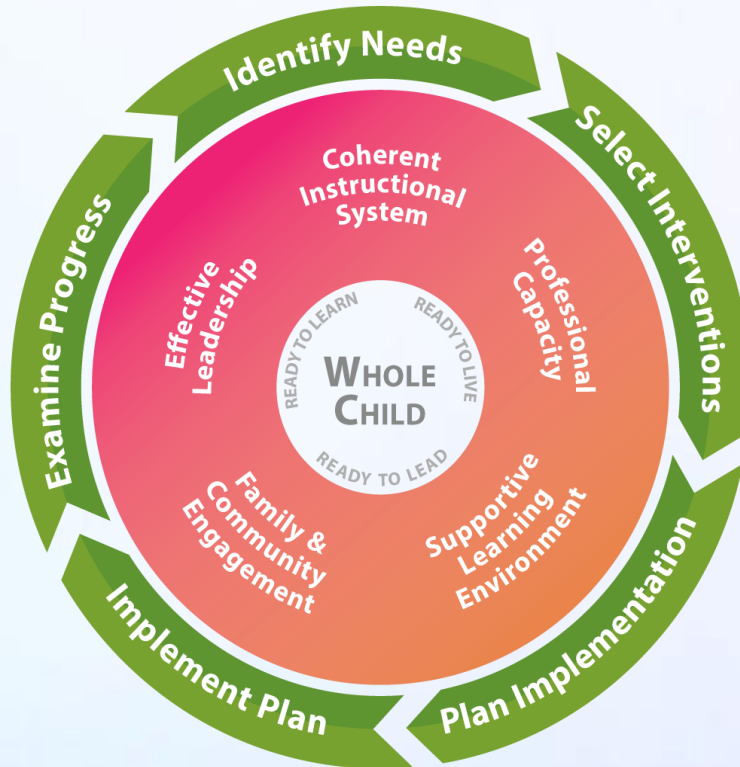 Identify Needs
Select Interventions
Plan Implementation
Implement Plan
Examine Progress
Coherent
Instructional
System
Professional
Capacity
Supportive
Learning
Environment
Family &
Community
Engagement
Effective
Leadership
READY TO LEARN
READY TO LIVE
READY TO LEAD
WHOLE
CHILD